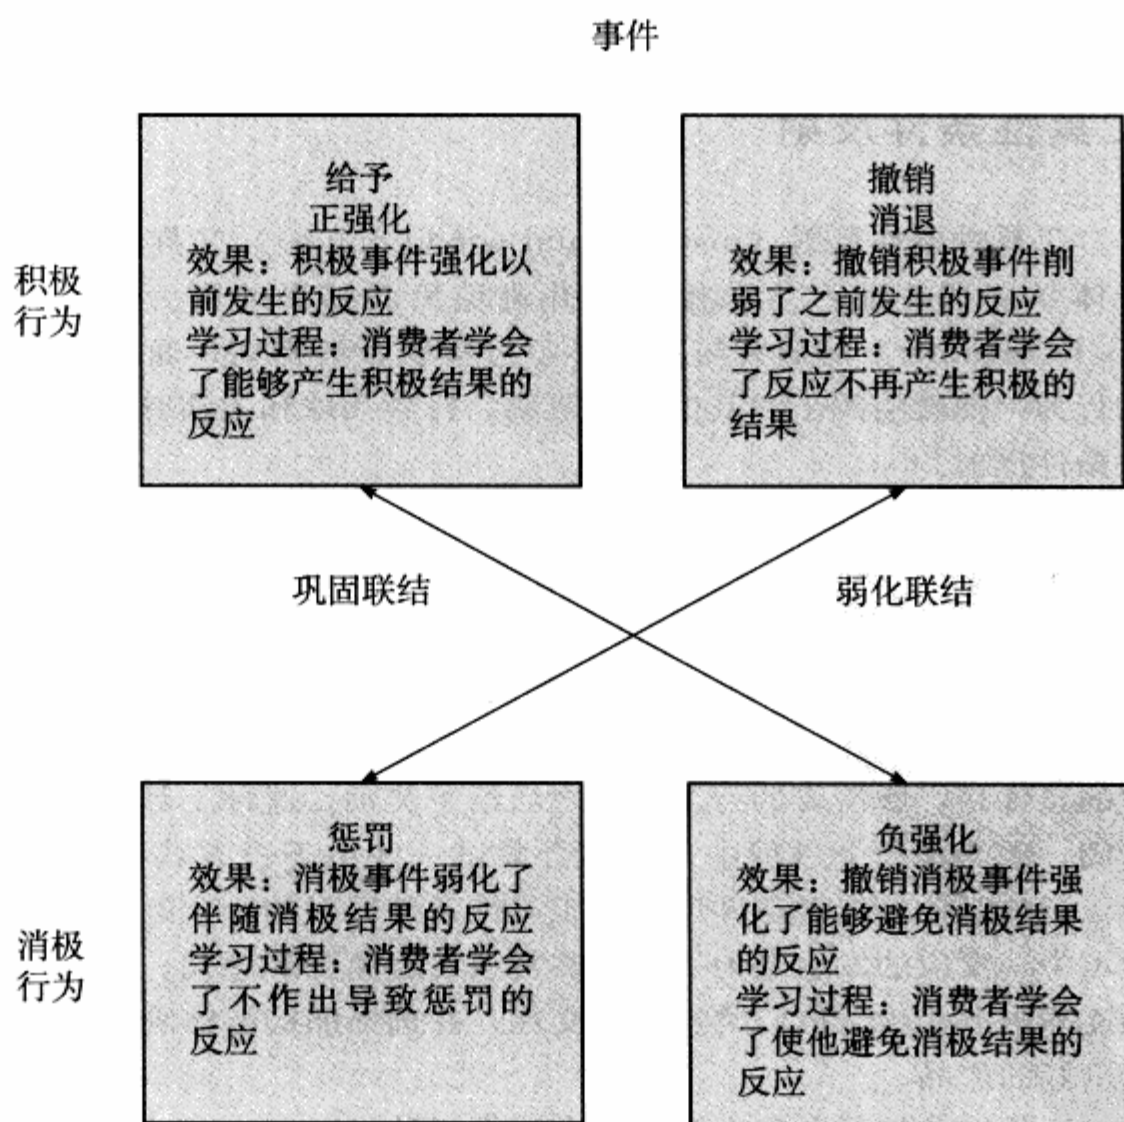 事件
给予
正强化
效果：积极事件强化以
前发生的反应
学习过程：消费者学会
了能够产生积极结果的
反应
撤销
消退
效果：撤销积极事件削
弱了之前发生的反应
学习过程：消费者学会
了反应不再产生积极的
结果
积极
行为
巩固联结
弱化联结
惩罚
效果：消极事件弱化了
伴随消极结果的反应
学习过程：消费者学会
了不作出导致惩罚的
反应
负强化
效果：撤销消极事件强
化了能够避免消极结果
的反应
学习过程：消费者学会
了使他避免消极结果的
反应
消极
行为